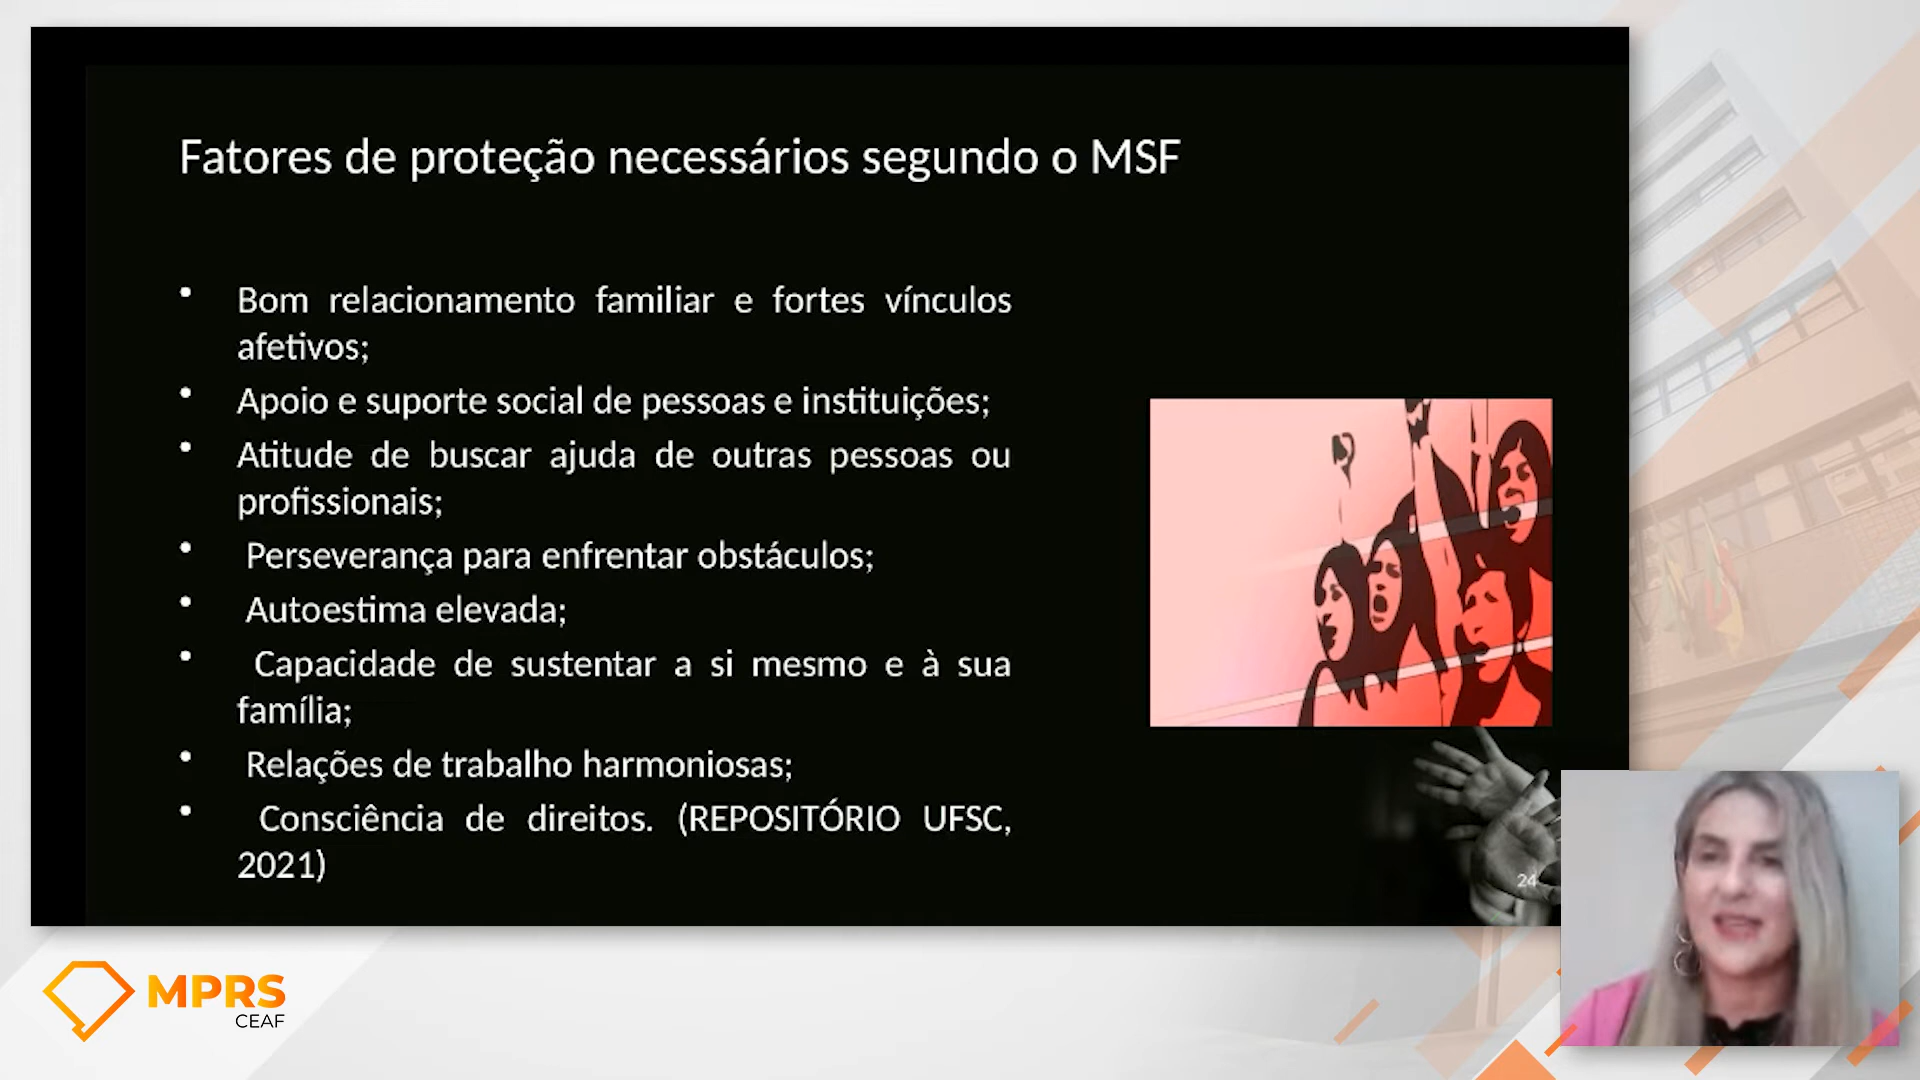 Fatores de proteção necessários segundo o MSF
• Bom relacionamento familiar e fortes vínculos
afetivos;
• Apoio e suporte social de pessoas e instituições;
• Atitude de buscar ajuda de outras pessoas ou
profissionais;
• Perseverança para enfrentar obstáculos;
• Autoestima elevada;
• Capacidade de sustentar a si mesmo e à sua
família;
• Relações de trabalho harmoniosas;
• Consciência de direitos. (REPOSITÓRIO UFSC,
2021)
24
MPRS
CEAF